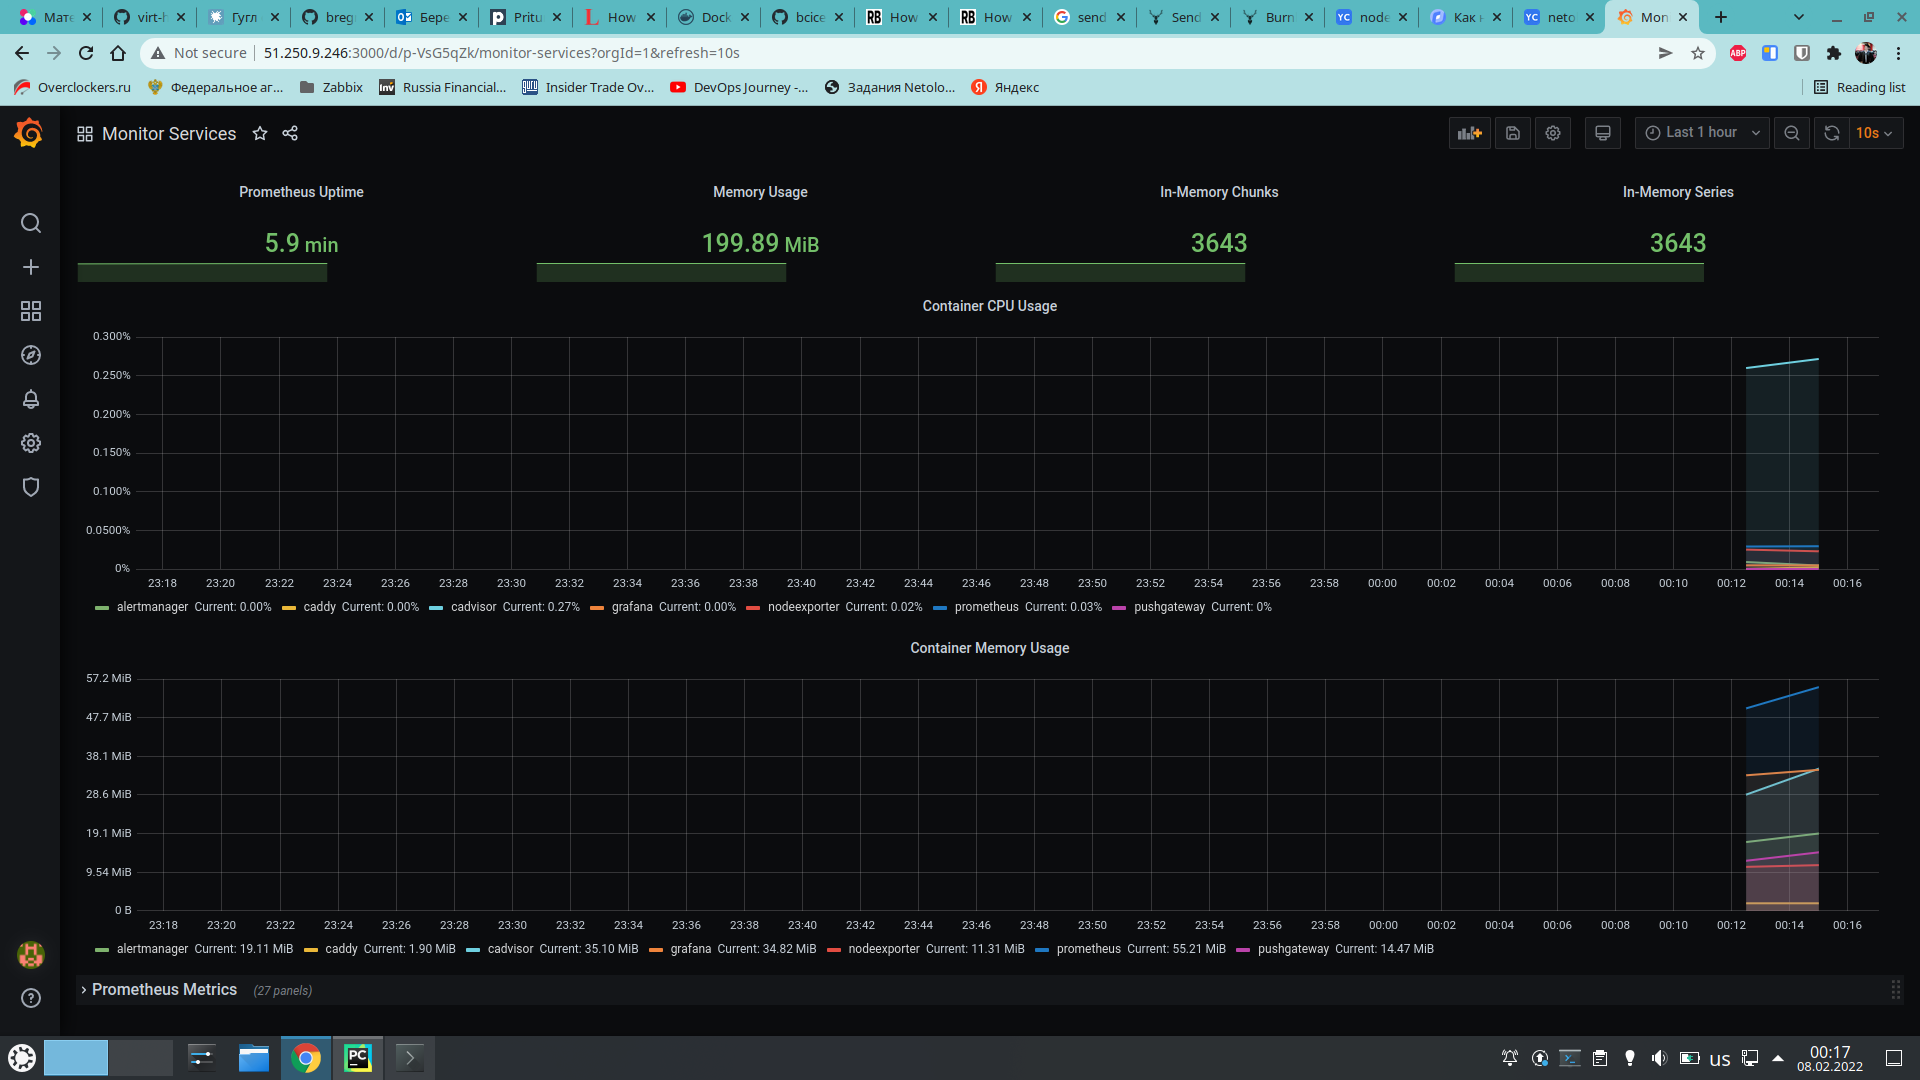 Мате virt-h Гугл breg Бере Pritu How Dock bcice How How send Send Burn node Как н neto Mon
Not secure 51.250.9.246:3000/d/p-VsG5qZk/monitor-services?orgId=1&refresh=10s
Overclockers.ru Федеральное аг... Zabbix Russia Financial... Insider Trade Ov... DevOps Journey -... Задания Netolo... Яндекс Reading list
Monitor Services Last 1 hour 10s
Prometheus Uptime Memory Usage In-Memory Chunks In-Memory Series
5.9 min 199.89 MiB 3643 3643
Container CPU Usage
0.300%
0.250%
0.200%
0.150%
0.100%
0.0500%
0%
23:18 23:20 23:22 23:24 23:26 23:28 23:30 23:32 23:34 23:36 23:38 23:40 23:42 23:44 23:46 23:48 23:50 23:52 23:54 23:56 23:58 00:00 00:02 00:04 00:06 00:08 00:10 00:12 00:14 00:16
alertmanager Current: 0.00% caddy Current: 0.00% cadvisor Current: 0.27% grafana Current: 0.00% nodeexporter Current: 0.02% prometheus Current: 0.03% pushgateway Current: 0%
Container Memory Usage
57.2 MiB
47.7 MiB
38.1 MiB
28.6 MiB
19.1 MiB
9.54 MiB
0 B
23:18 23:20 23:22 23:24 23:26 23:28 23:30 23:32 23:34 23:36 23:38 23:40 23:42 23:44 23:46 23:48 23:50 23:52 23:54 23:56 23:58 00:00 00:02 00:04 00:06 00:08 00:10 00:12 00:14 00:16
alertmanager Current: 19.11 MiB caddy Current: 1.90 MiB cadvisor Current: 35.10 MiB grafana Current: 34.82 MiB nodeexporter Current: 11.31 MiB prometheus Current: 55.21 MiB pushgateway Current: 14.47 MiB
Prometheus Metrics (27 panels)
us 00:17
08.02.2022